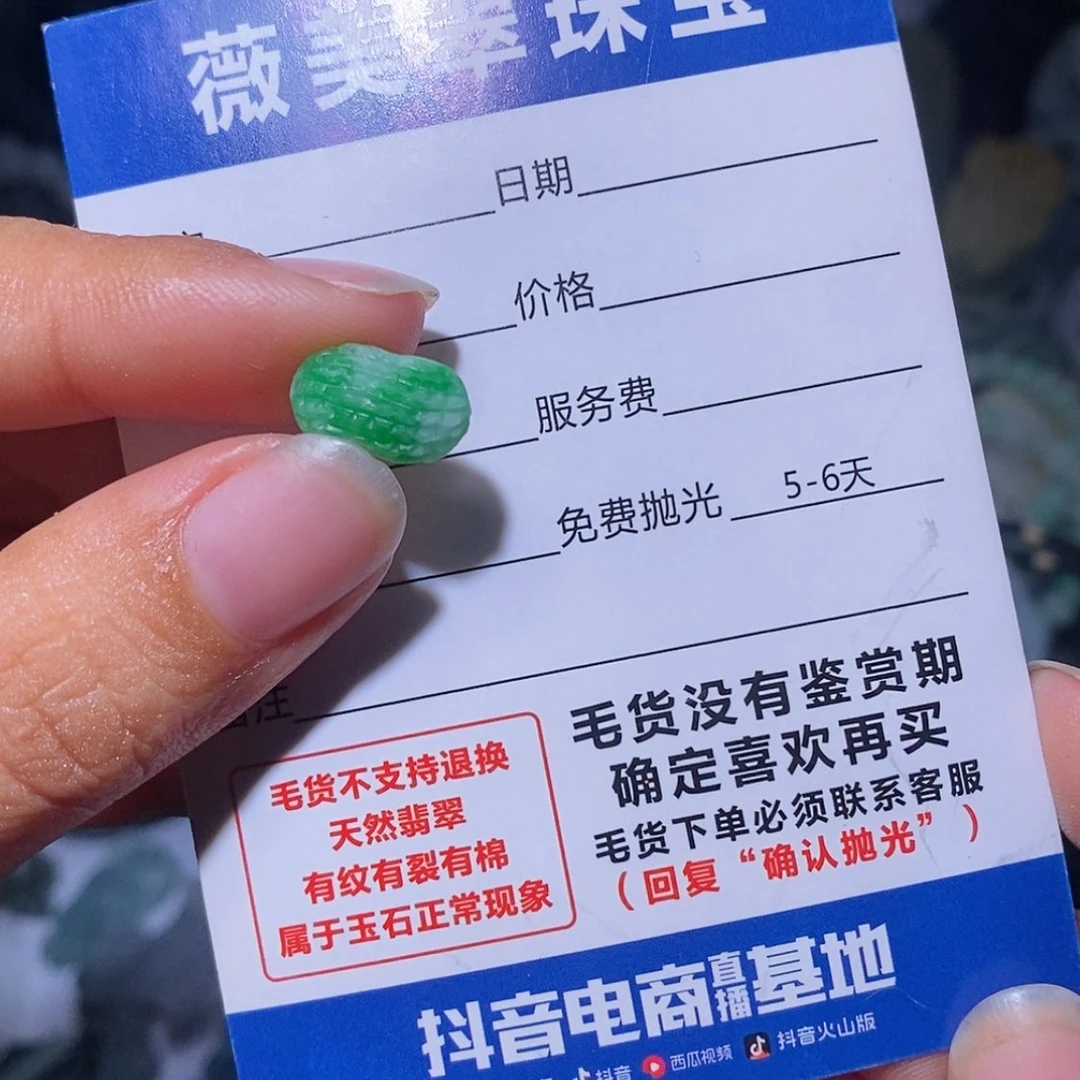 薇美翠珠宝
日期
价格
服务费
免费抛光 5-6天
注
毛货没有鉴赏期
确定喜欢再买
毛货下单必须联系客服
（回复“确认抛光”）
毛货不支持退换
天然翡翠
有纹有裂有棉
属于玉石正常现象
抖音电商直播基地
抖音 西瓜视频 抖音火山版